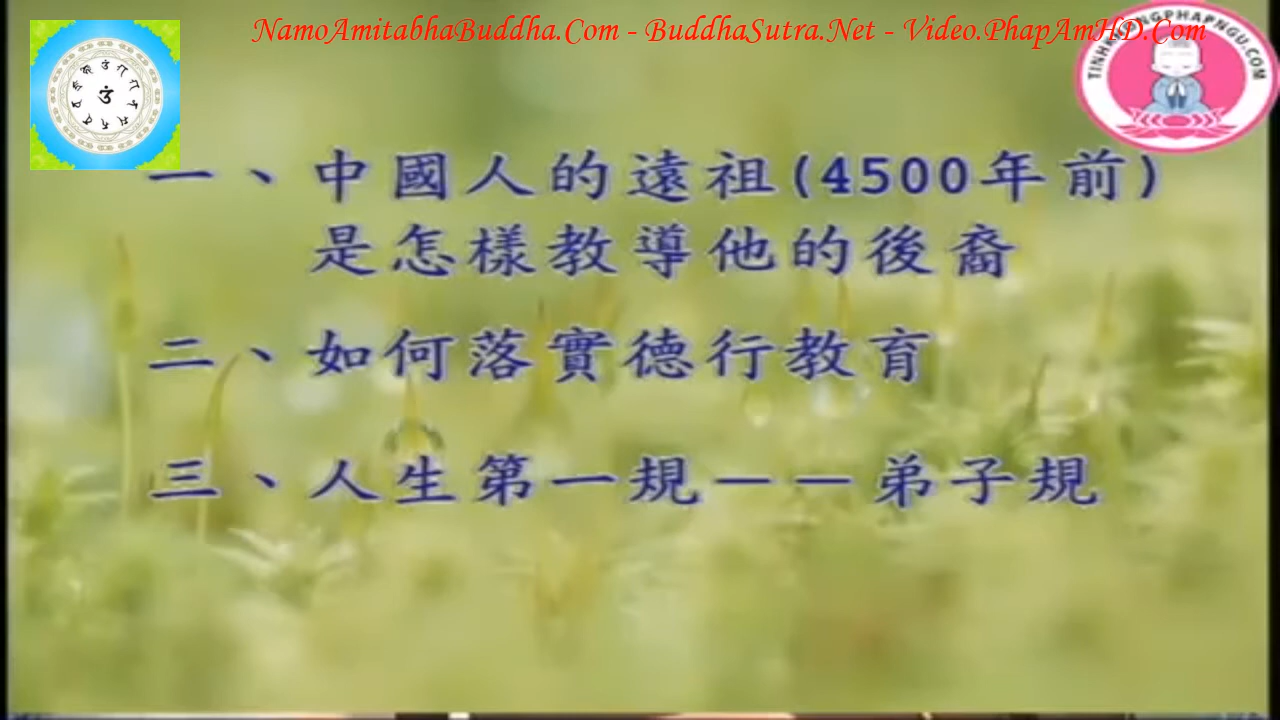 NamoAmitabhaBuddha.Com - BuddhaSutra.Net - Video.PhapAmHD.Com
一、中國人的遠祖(4500年前)
是怎樣教導他的後裔
二、如何落實德行教育
三、人生第一規——弟子規